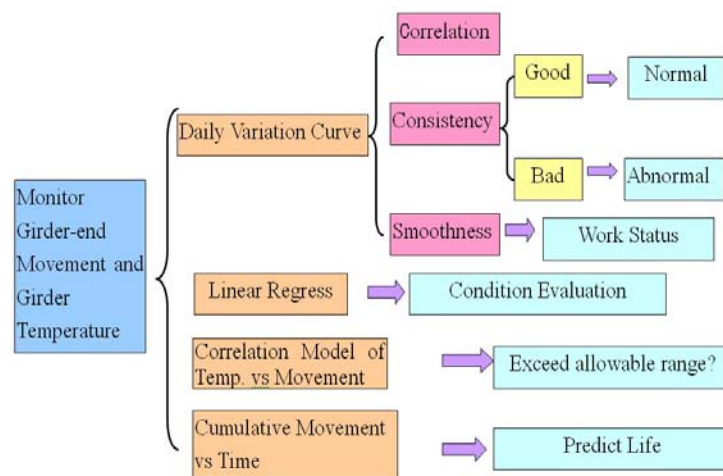 Monitor
Girder-end
Movement and
Girder
Temperature
Daily Variation Curve
Correlation
Consistency
Good
Normal
Bad
Abnormal
Smoothness
Work Status
Linear Regress
Condition Evaluation
Correlation Model of
Temp. vs Movement
Exceed allowable range?
Cumulative Movement
vs Time
Predict Life